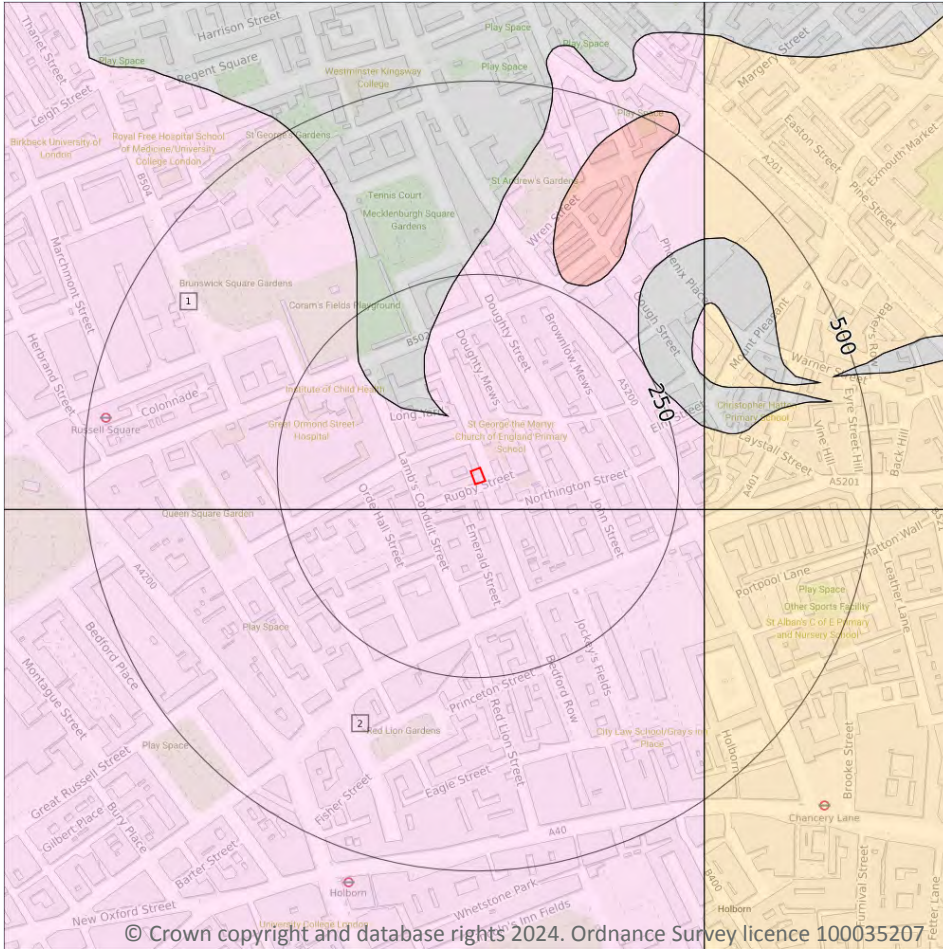 Harrison Street
Thanet Street
Play Space
Play Space
Margery Street
Play Space
Regent Square
Play Space
Leigh Street
Westminster Kingsway
College
Play Space
Easton Street
Exmouth Market
St George's Gardens
Birkbeck University of
London
Royal Free Hospital School
of Medicine/University
College London
A201
Pine Street
B504
St Andrew's Gardens
Tennis Court
Mecklenburgh Square
Gardens
Wren Street
Marchmont Street
Phoenix Place
Brunswick Square Gardens
1
Coram's Fields Playground
Doughty Street
Gough Street
Mount Pleasant
Baker's Row
Herbrand Street
B502
Doughty Mews
Brownlow Mews
500
Warner Street
A5200
250
Institute of Child Health
Colonnade
Christopher Hatton
Primary School
Eyre Street Hill
Russell Square
Great Ormond Street
Hospital
St George the Martyr
Church of England Primary
School
Vine Hill
Back Hill
Laystall Street
Lamb's Conduit Street
Rugby Street
Northington Street
A401
A5201
Orde Hall Street
Queen Square Garden
John Street
Emerald Street
Hatton Wall
A4200
Portpool Lane
Leather Lane
Play Space
Other Sports Facility
St Alban's C of E Primary
and Nursery School
Bedford Place
Play Space
Jockey's Fields
Montague Street
Princeton Street
Bedford Row
2
Red Lion Gardens
Red Lion Street
City Law School/Gray's Inn
Place
Play Space
Holborn
Brooke Street
Great Russell Street
Eagle Street
Fisher Street
Gilbert Place
Bury Place
Chancery Lane
A40
Barter Street
B400
Holborn
Whetstone Park
Furnival Street
Fetter Lane
New Oxford Street
Holborn
University College London
Inn Fields
© Crown copyright and database rights 2024. Ordnance Survey licence 100035207